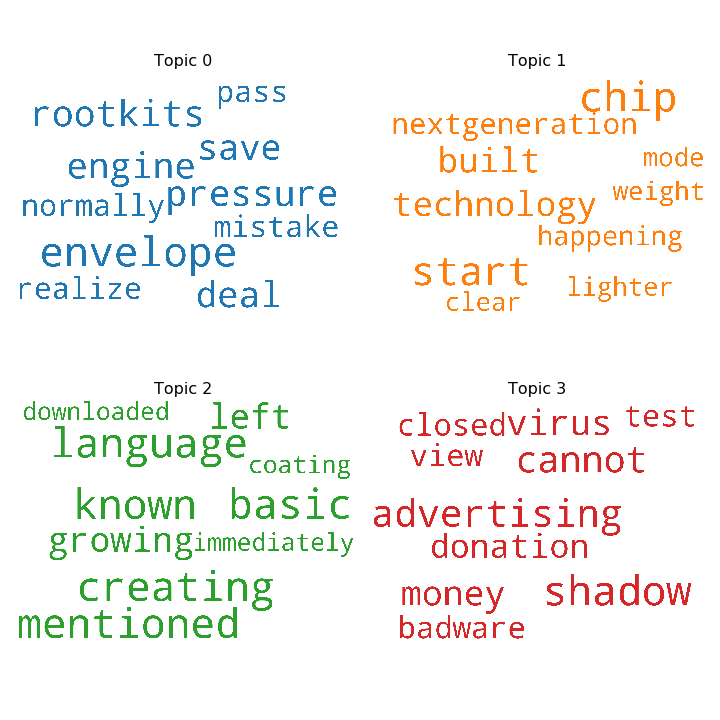 Topic 0
pass
rootkits
save
engine
pressure
normally
mistake
envelope
realize
deal
Topic 1
chip
nextgeneration
built
mode
weight
technology
happening
start
lighter
clear
Topic 2
downloaded
left
language
coating
known
basic
growing
immediately
creating
mentioned
Topic 3
test
closed
virus
view
cannot
advertising
donation
money
shadow
badware